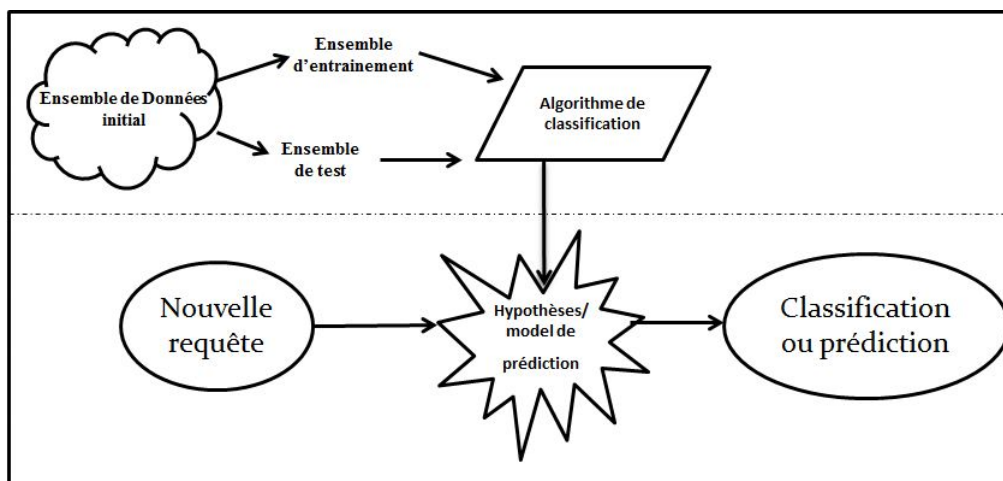 Ensemble
d'entrainement
Ensemble de Données
initial
Algorithme de
classification
Ensemble
de test
Nouvelle
requête
Hypothèses/
model de
prédiction
Classification
ou prédiction